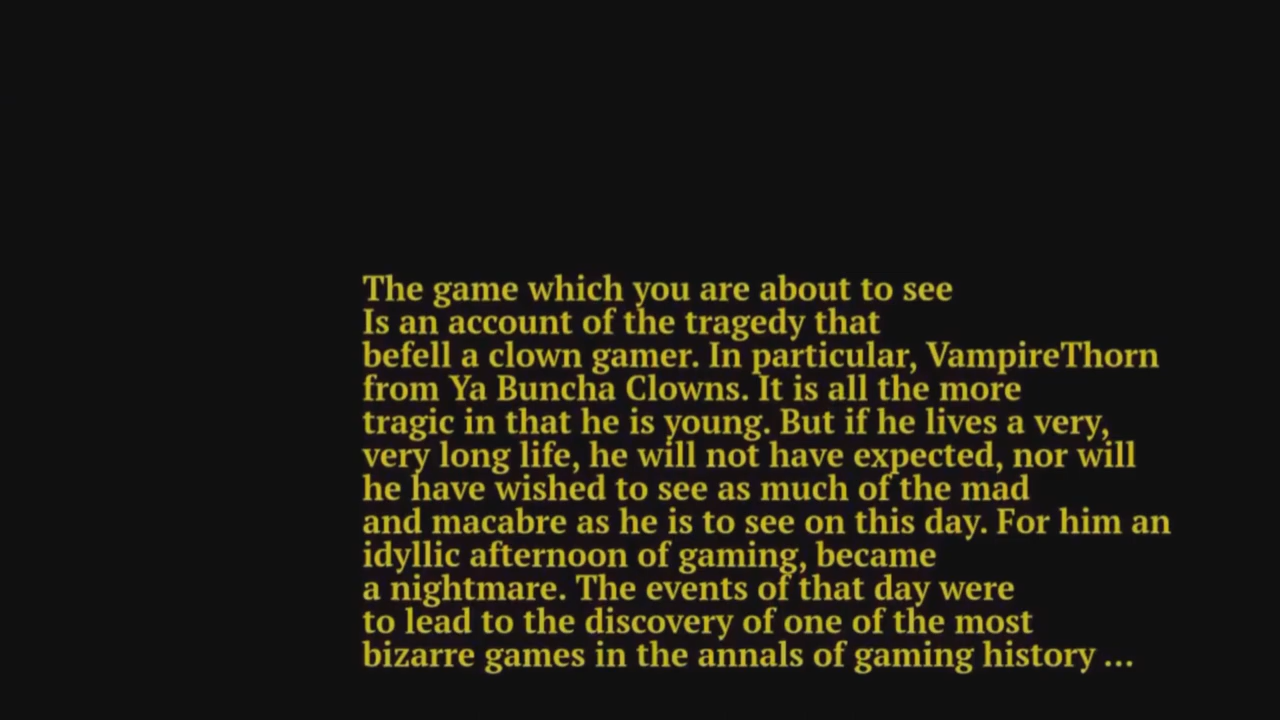 The game which you are about to see
Is an account of the tragedy that
befell a clown gamer. In particular, VampireThorn
from Ya Buncha Clowns. It is all the more
tragic in that he is young. But if he lives a very,
very long life, he will not have expected, nor will
he have wished to see as much of the mad
and macabre as he is to see on this day. For him an
idyllic afternoon of gaming, became
a nightmare. The events of that day were
to lead to the discovery of one of the most
bizarre games in the annals of gaming history ...